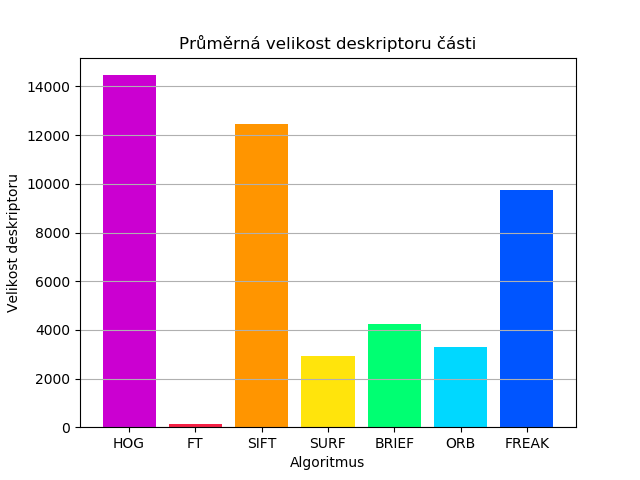 Průměrná velikost deskriptoru části
Velikost deskriptoru
14000
12000
10000
8000
6000
4000
2000
0
HOG FT SIFT SURF BRIEF ORB FREAK
Algoritmus